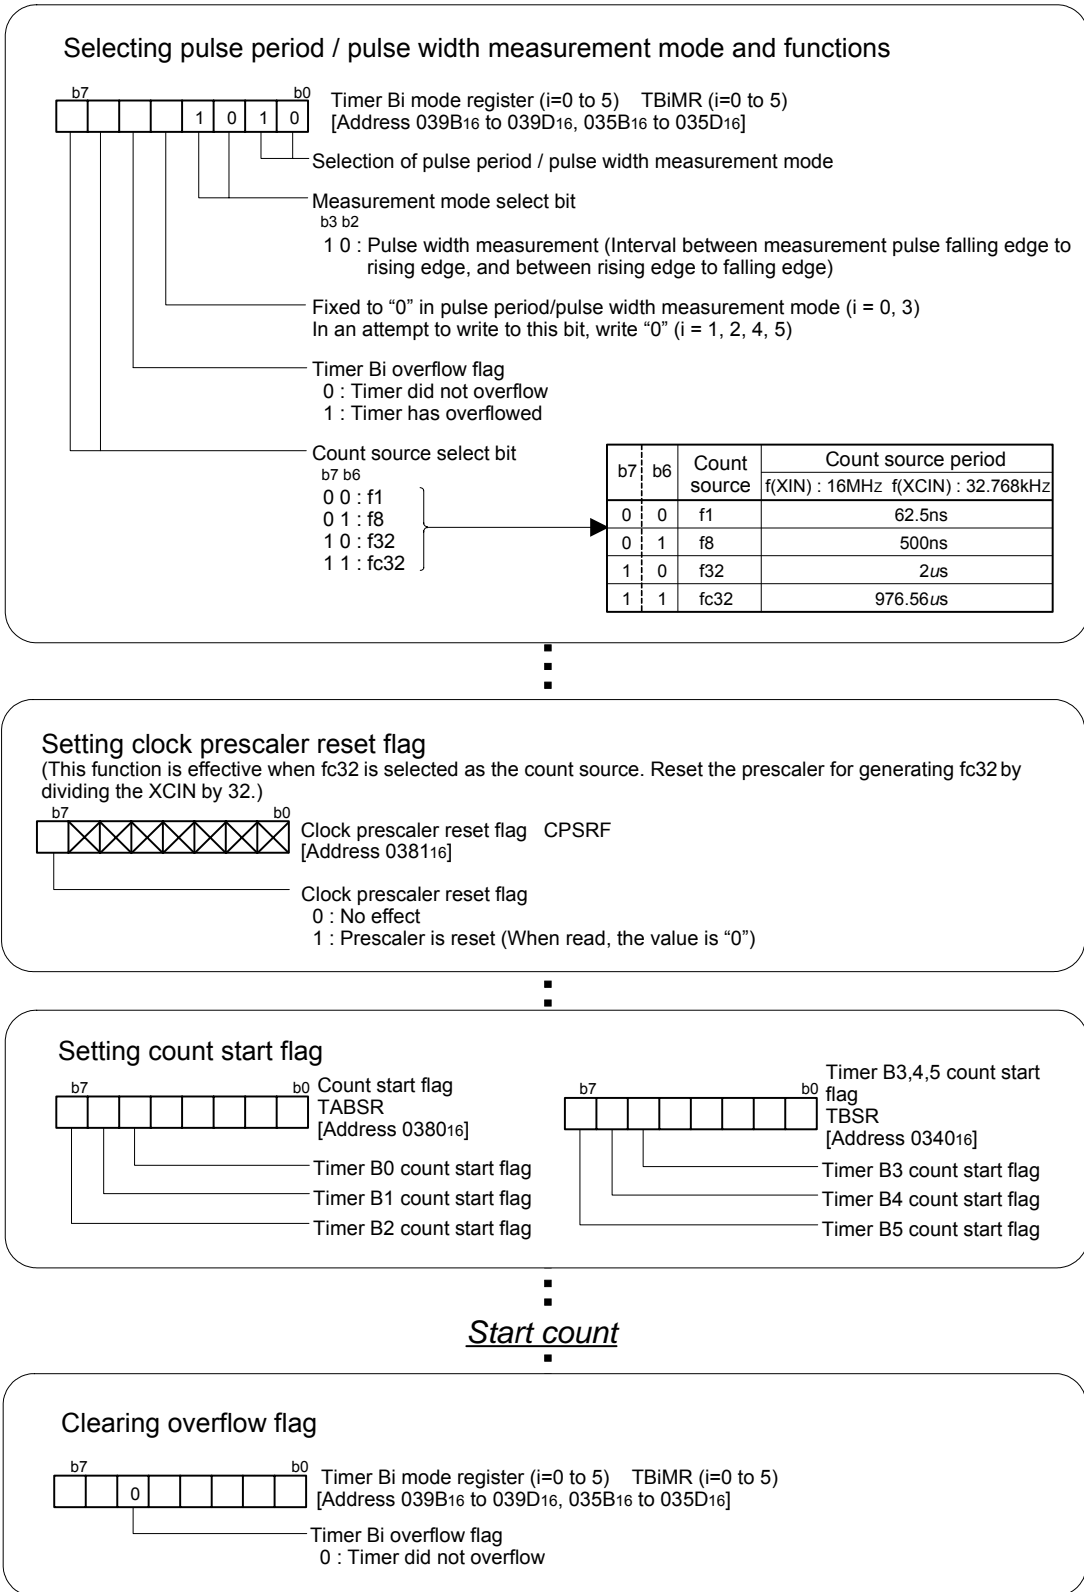 Selecting pulse period / pulse width measurement mode and functions
b7 b0
1 0 1 0
Timer Bi mode register (i=0 to 5) TBiMR (i=0 to 5)
[Address 039B16 to 039D16, 035B16 to 035D16]
Selection of pulse period / pulse width measurement mode
Measurement mode select bit
b3 b2
1 0 : Pulse width measurement (Interval between measurement pulse falling edge to
rising edge, and between rising edge to falling edge)
Fixed to “0” in pulse period/pulse width measurement mode (i = 0, 3)
In an attempt to write to this bit, write “0” (i = 1, 2, 4, 5)
Timer Bi overflow flag
0 : Timer did not overflow
1 : Timer has overflowed
Count source select bit
b7 b6
0 0 : f1
0 1 : f8
1 0 : f32
1 1 : fc32
b7 b6 Count source Count source period
f(XIN) : 16MHz f(XCIN) : 32.768kHz
0 0 f1 62.5ns
0 1 f8 500ns
1 0 f32 2us
1 1 fc32 976.56us
Setting clock prescaler reset flag
(This function is effective when fc32 is selected as the count source. Reset the prescaler for generating fc32 by
dividing the XCIN by 32.)
b7 b0
Clock prescaler reset flag CPSRF
[Address 038116]
Clock prescaler reset flag
0 : No effect
1 : Prescaler is reset (When read, the value is “0”)
Setting count start flag
b7 b0
Count start flag
TABSR
[Address 038016]
Timer B0 count start flag
Timer B1 count start flag
Timer B2 count start flag
b7 b0
Timer B3,4,5 count start
flag
TBSR
[Address 034016]
Timer B3 count start flag
Timer B4 count start flag
Timer B5 count start flag
Start count
Clearing overflow flag
b7 b0
0
Timer Bi mode register (i=0 to 5) TBiMR (i=0 to 5)
[Address 039B16 to 039D16, 035B16 to 035D16]
Timer Bi overflow flag
0 : Timer did not overflow